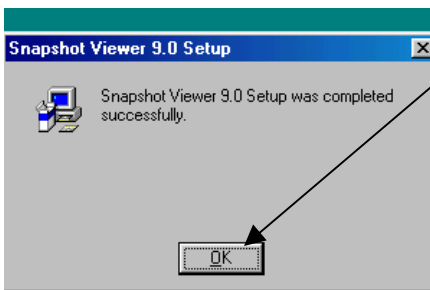 Snapshot Viewer 9.0 Setup
Snapshot Viewer 9.0 Setup was completed
successfully.
OK